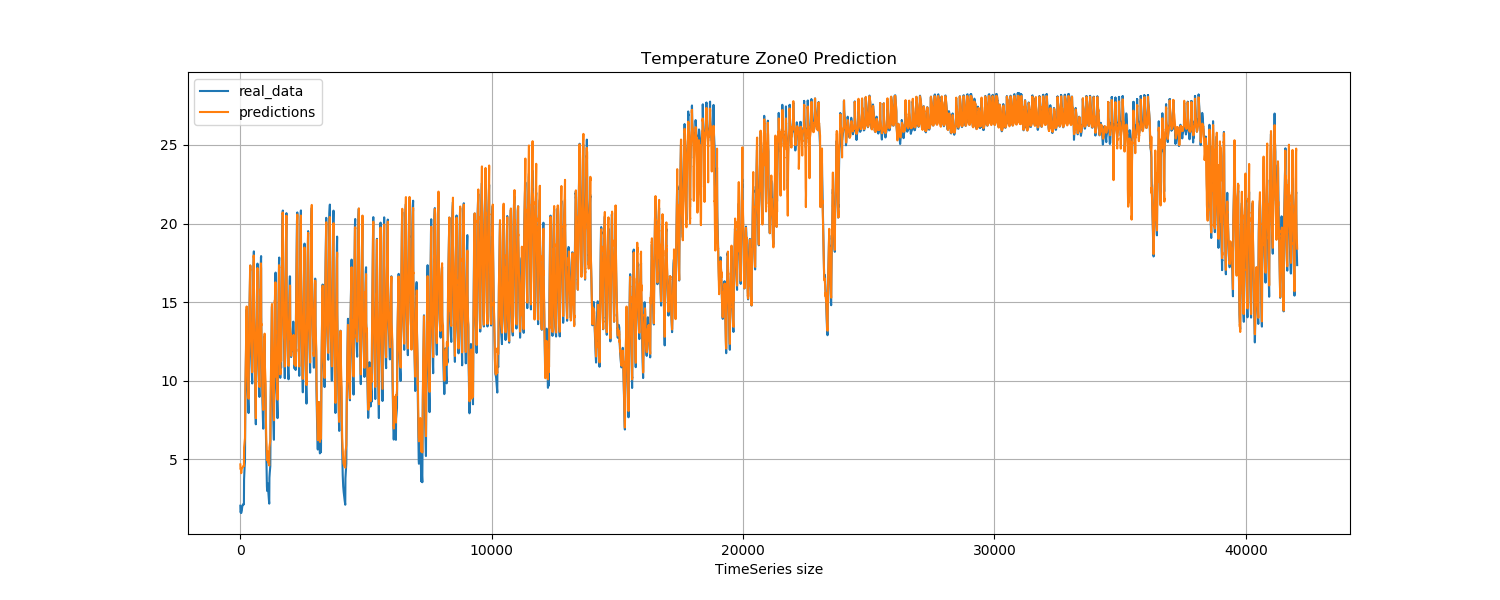 Temperature Zone0 Prediction
real_data
predictions
25
20
15
10
5
0 10000 20000 30000 40000
TimeSeries size